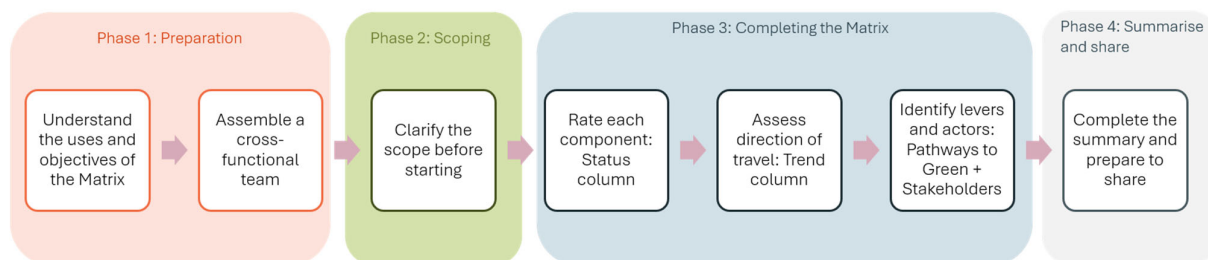 Phase 1: Preparation
Understand
the uses and
objectives of
the Matrix
Assemble a
cross-
functional
team
Phase 2: Scoping
Clarify the
scope before
starting
Phase 3: Completing the Matrix
Rate each
component:
Status
column
Assess
direction of
travel: Trend
column
Identify levers
and actors:
Pathways to
Green +
Stakeholders
Phase 4: Summarise
and share
Complete the
summary and
prepare to
share